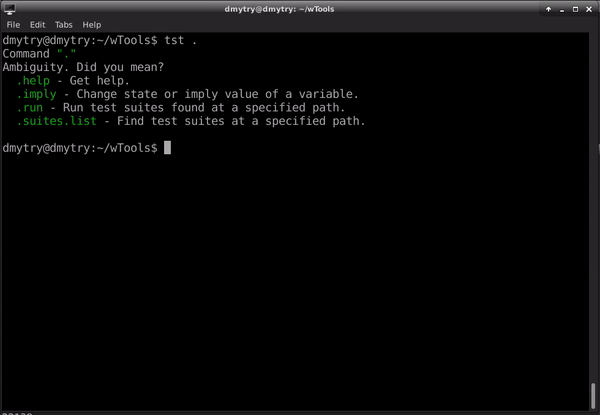 dmytry@dmytry: ~/wTools
File Edit Tabs Help
dmytry@dmytry:~/wTools$ tst .
Command "."
Ambiguity. Did you mean?
  .help - Get help.
  .imply - Change state or imply value of a variable.
  .run - Run test suites found at a specified path.
  .suites.list - Find test suites at a specified path.
dmytry@dmytry:~/wTools$